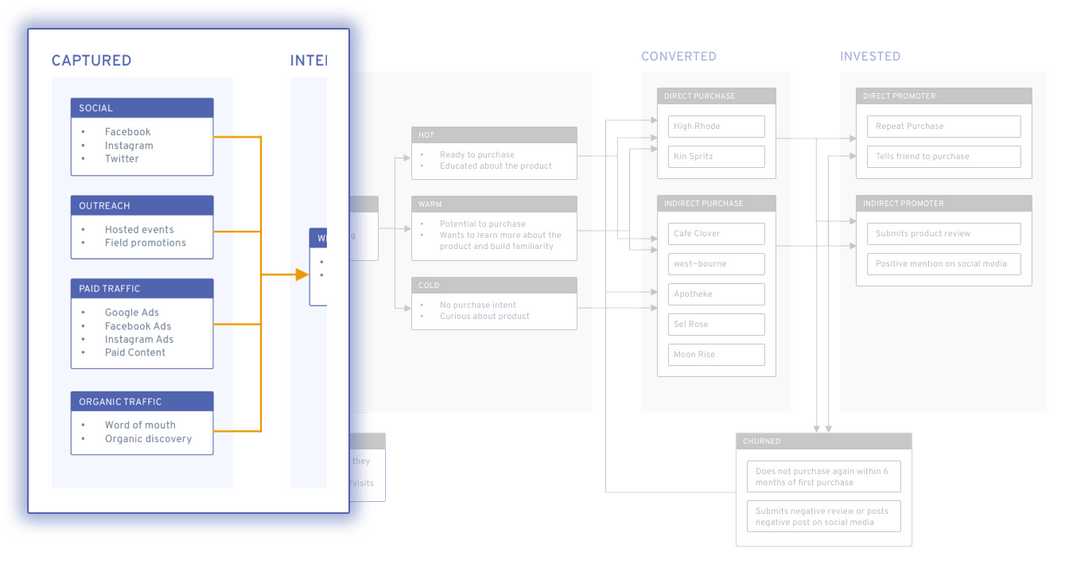 CAPTURED
SOCIAL
• Facebook
• Instagram
• Twitter
OUTREACH
• Hosted events
• Field promotions
PAID TRAFFIC
• Google Ads
• Facebook Ads
• Instagram Ads
• Paid Content
ORGANIC TRAFFIC
• Word of mouth
• Organic discovery
HOT
• Ready to purchase
• Educated about the product
WARM
• Potential to purchase
• Wants to learn more about the
product and build familiarity
COLD
• No purchase intent
• Curious about product
they
/visits
CONVERTED
DIRECT PURCHASE
High Rhode
Kin Spritz
INDIRECT PURCHASE
Cafe Clover
west~bourne
Apotheke
Sel Rose
Moon Rise
INVESTED
DIRECT PROMOTER
Repeat Purchase
Tells friend to purchase
INDIRECT PROMOTER
Submits product review
Positive mention on social media
CHURNED
Does not purchase again within 6
months of first purchase
Submits negative review or posts
negative post on social media